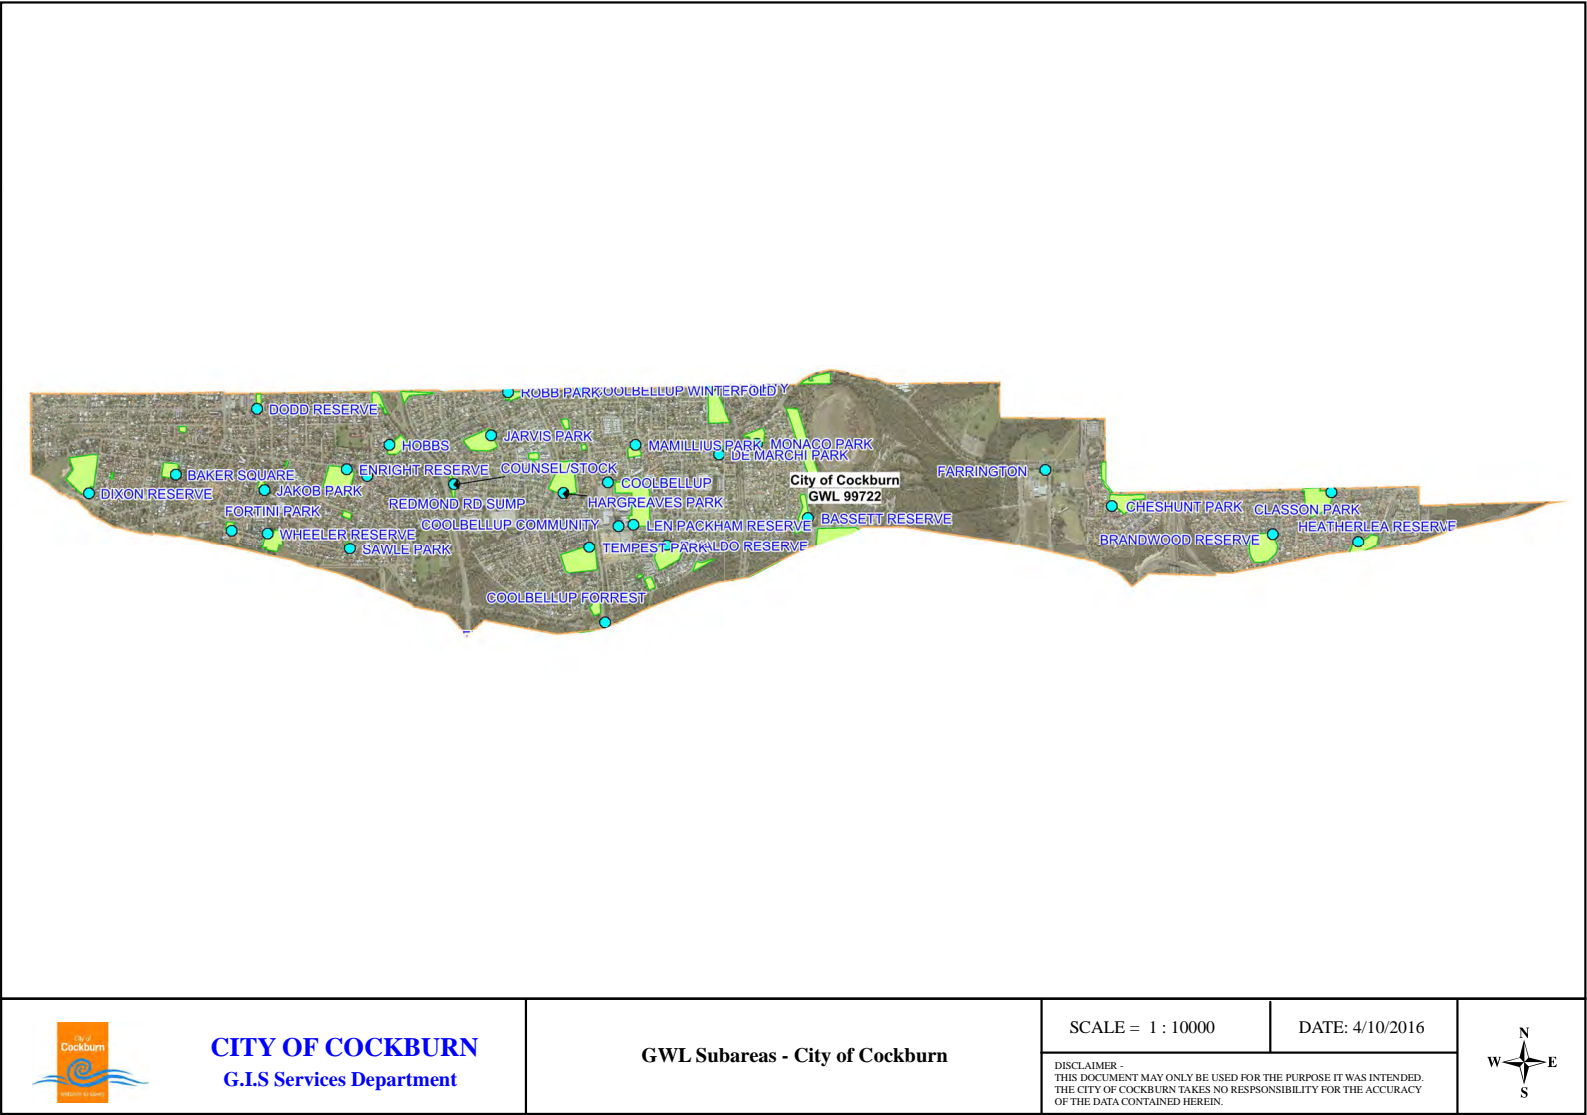 ROBB PARK
COOLBELLUP WINTERFOLD
DODD RESERVE
JARVIS PARK
HOBBS
MAMILLIUS PARK
MONACO PARK
DE MARCHI PARK
ENRIGHT RESERVE
COUNSEL/STOCK
FARRINGTON
BAKER SQUARE
COOLBELLUP
City of Cockburn
GWL 99722
DIXON RESERVE
JAKOB PARK
REDMOND RD SUMP
HARGREAVES PARK
CHESHUNT PARK
CLASSON PARK
FORTINI PARK
COOLBELLUP COMMUNITY
LEN PACKHAM RESERVE
BASSETT RESERVE
HEATHERLEA RESERVE
WHEELER RESERVE
BRANDWOOD RESERVE
SAWLE PARK
TEMPEST PARK
ALDO RESERVE
COOLBELLUP FORREST
City of
Cockburn
CITY OF COCKBURN
G.I.S Services Department
GWL Subareas - City of Cockburn
SCALE = 1 : 10000
DATE: 4/10/2016
DISCLAIMER -
THIS DOCUMENT MAY ONLY BE USED FOR THE PURPOSE IT WAS INTENDED.
THE CITY OF COCKBURN TAKES NO RESPSONSIBILITY FOR THE ACCURACY
OF THE DATA CONTAINED HEREIN.
N
W E
S